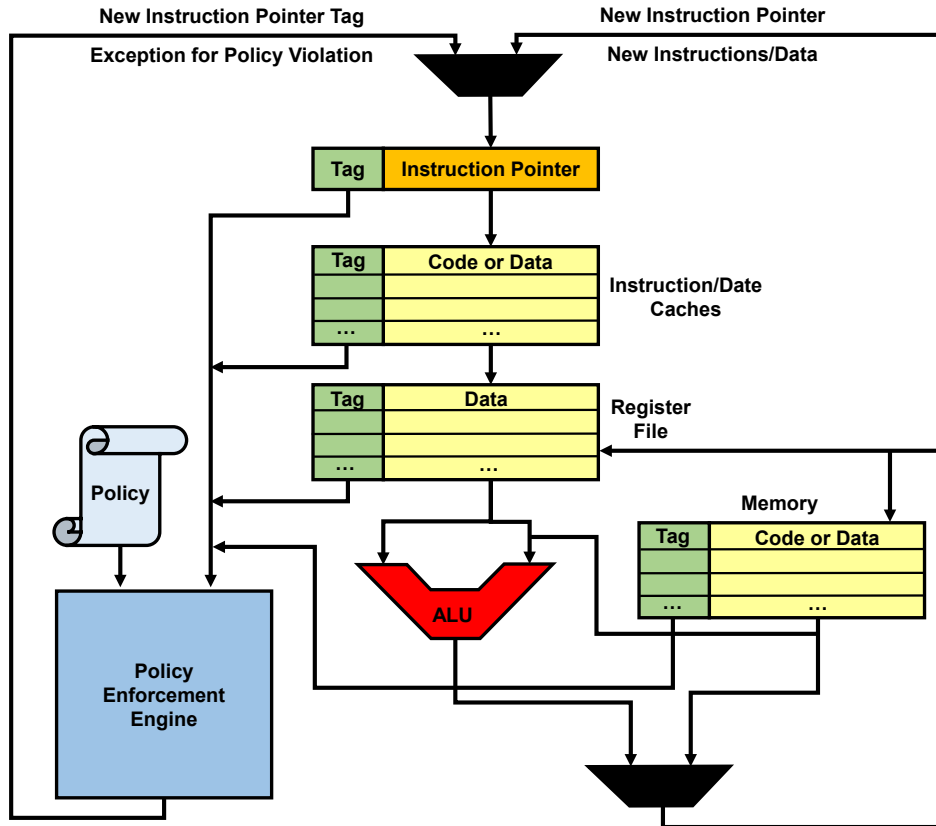 New Instruction Pointer Tag
New Instruction Pointer
Exception for Policy Violation
New Instructions/Data
Tag
Instruction Pointer
Tag
Code or Data
...
...
Instruction/Date
Caches
Tag
Data
...
...
Register
File
Policy
Memory
Tag
Code or Data
...
...
ALU
Policy
Enforcement
Engine